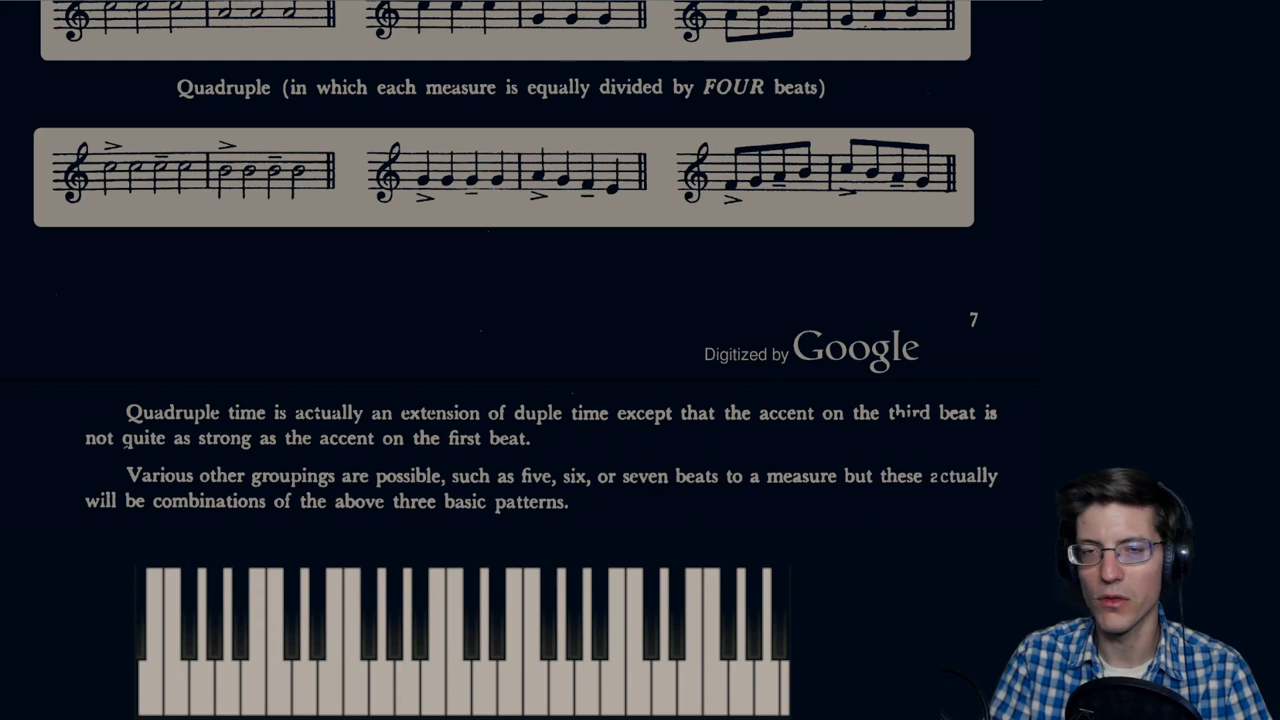 Quadruple (in which each measure is equally divided by FOUR beats)
7
Digitized by Google
Quadruple time is actually an extension of duple time except that the accent on the third beat is
not quite as strong as the accent on the first beat.
Various other groupings are possible, such as five, six, or seven beats to a measure but these actually
will be combinations of the above three basic patterns.